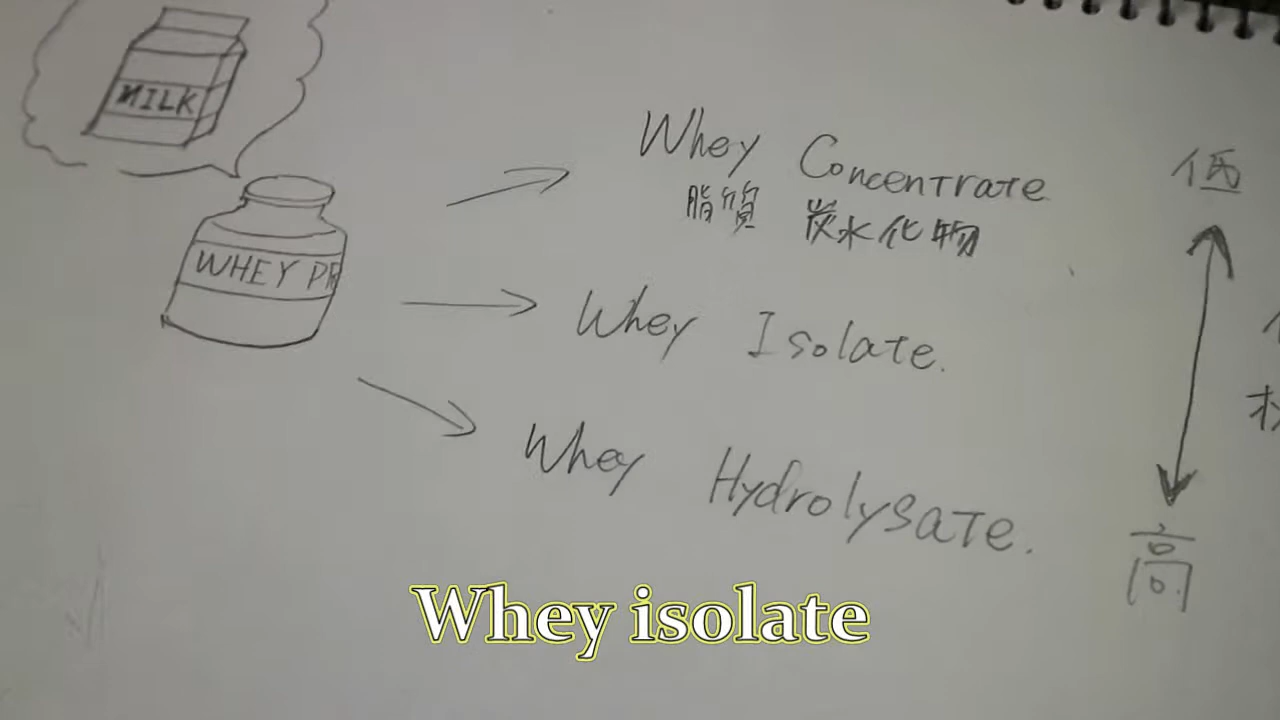 MILK
WHEY PR
Whey Concentrate
脂質 炭水化物
Whey Isolate.
Whey Hydrolysate.
低
高
Whey isolate